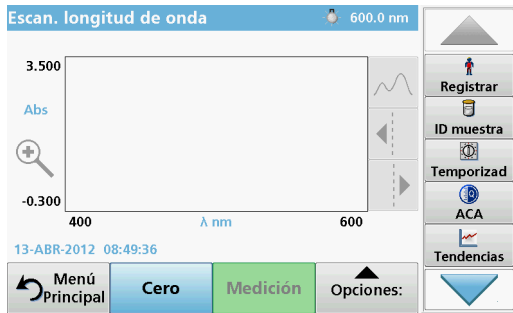 Escan. longitud de onda
600.0 nm
3.500
Abs
-0.300
400
λ nm
600
13-ABR-2012 08:49:36
Menú
Principal
Cero
Medición
Opciones:
Registrar
ID muestra
Temporizad
ACA
Tendencias